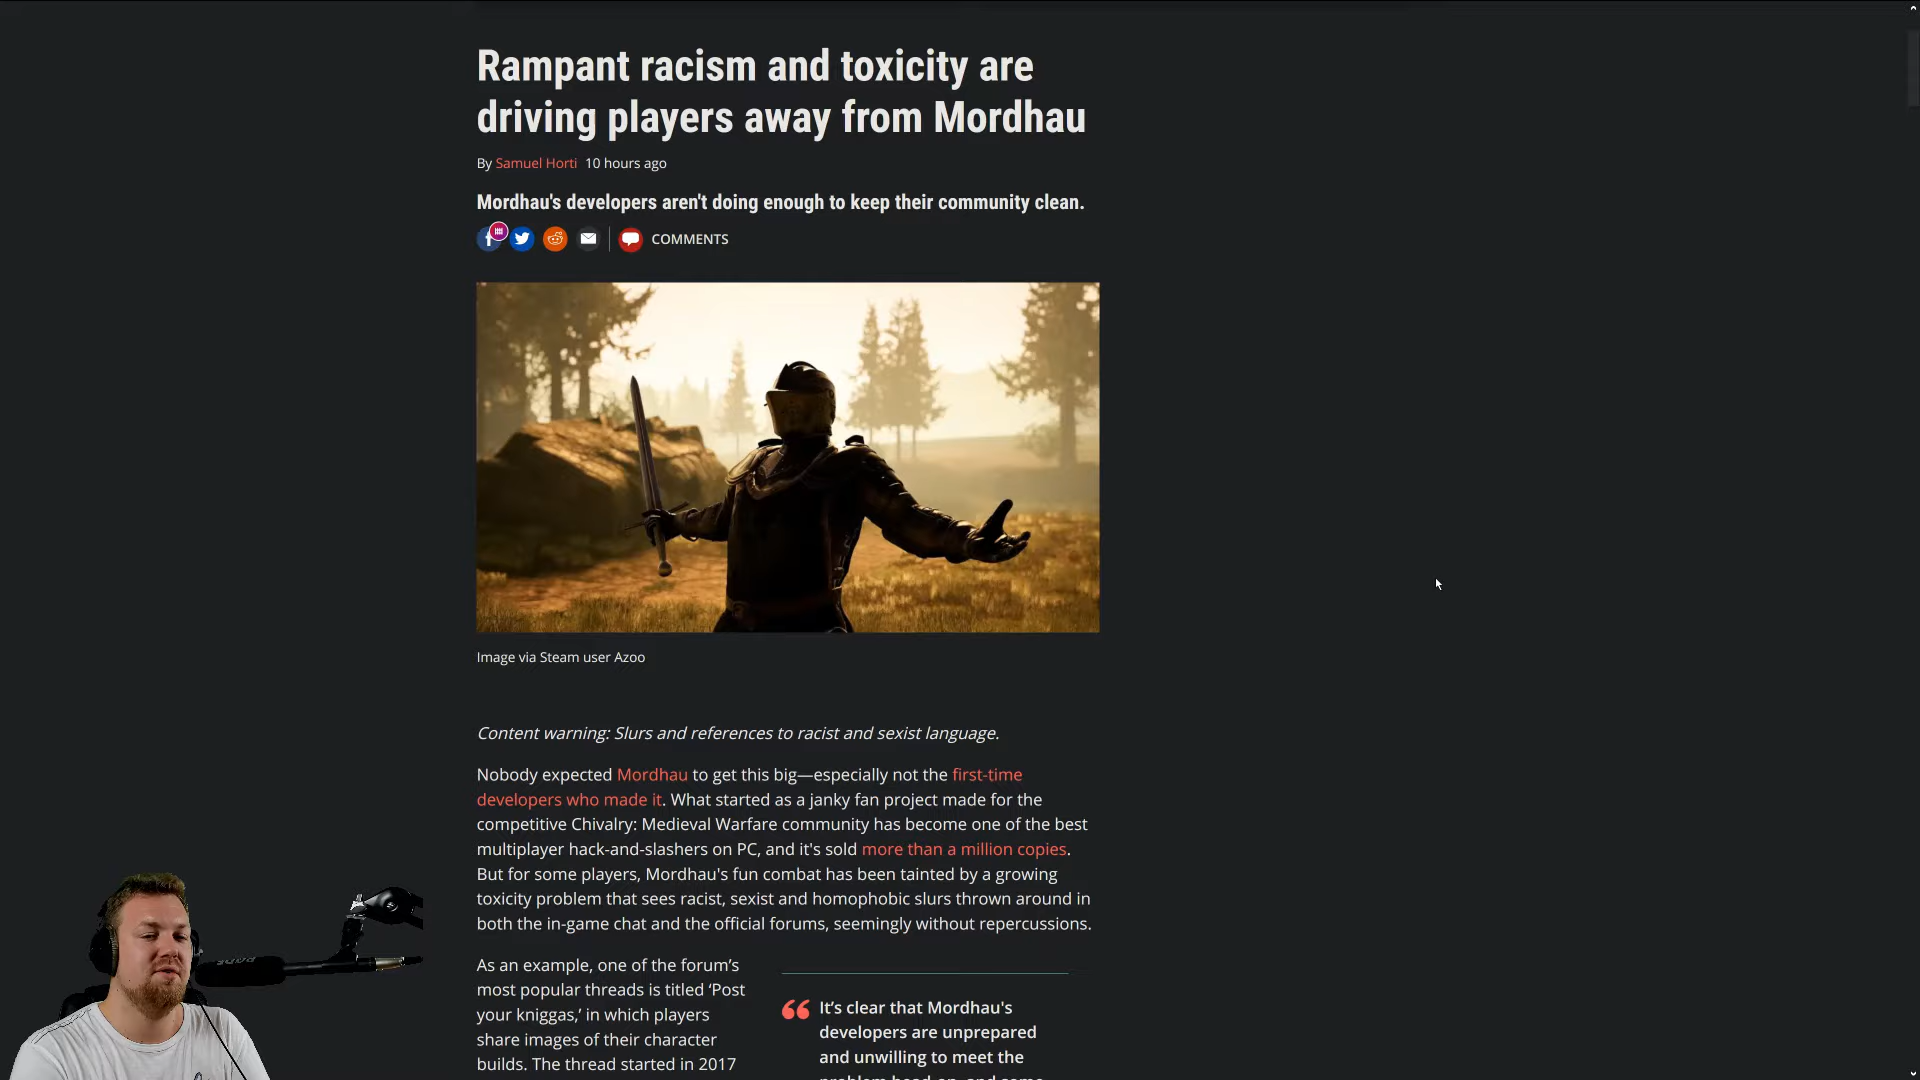 Rampant racism and toxicity are
driving players away from Mordhau
By Samuel Horti 10 hours ago
Mordhau's developers aren't doing enough to keep their community clean.
COMMENTS
Image via Steam user Azoo
Content warning: Slurs and references to racist and sexist language.
Nobody expected Mordhau to get this big—especially not the first-time
developers who made it. What started as a janky fan project made for the
competitive Chivalry: Medieval Warfare community has become one of the best
multiplayer hack-and-slashers on PC, and it's sold more than a million copies.
But for some players, Mordhau's fun combat has been tainted by a growing
toxicity problem that sees racist, sexist and homophobic slurs thrown around in
both the in-game chat and the official forums, seemingly without repercussions.
As an example, one of the forum’s
most popular threads is titled ‘Post
your kniggas,’ in which players
share images of their character
builds. The thread started in 2017
It’s clear that Mordhau's
developers are unprepared
and unwilling to meet the
RODE